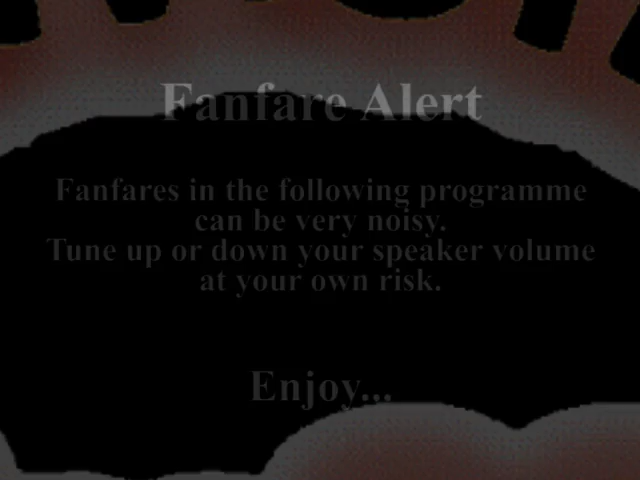 Fanfare Alert
Fanfares in the following programme
can be very noisy.
Tune up or down your speaker volume
at your own risk.
Enjoy...